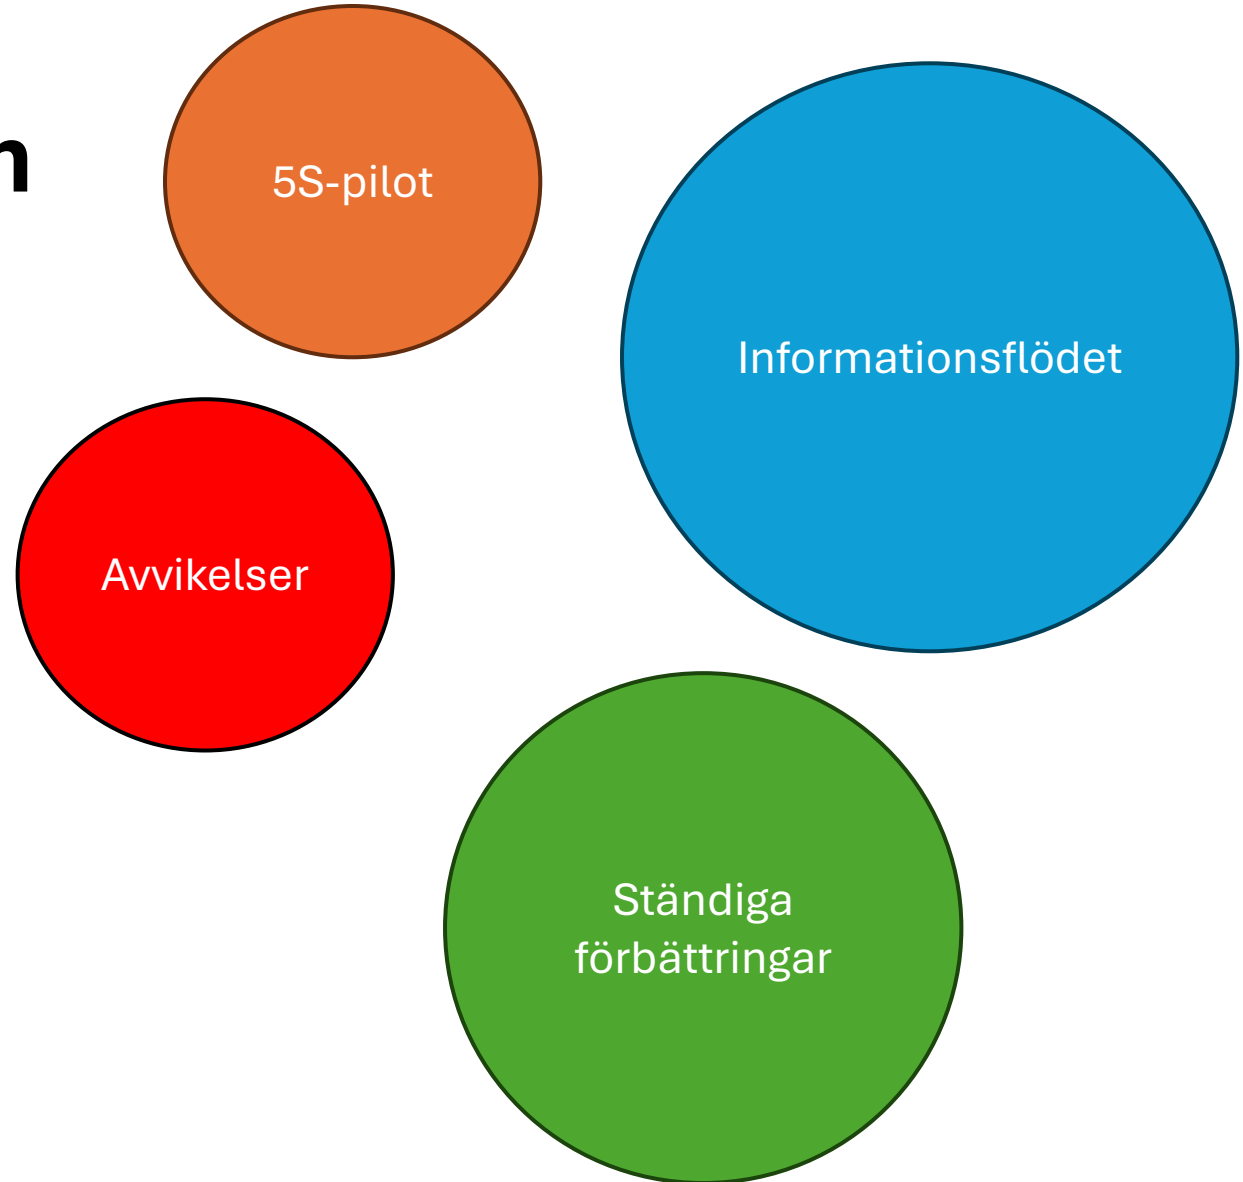 5S-pilot
Informationsflödet
Avvikelser
Ständiga
förbättringar